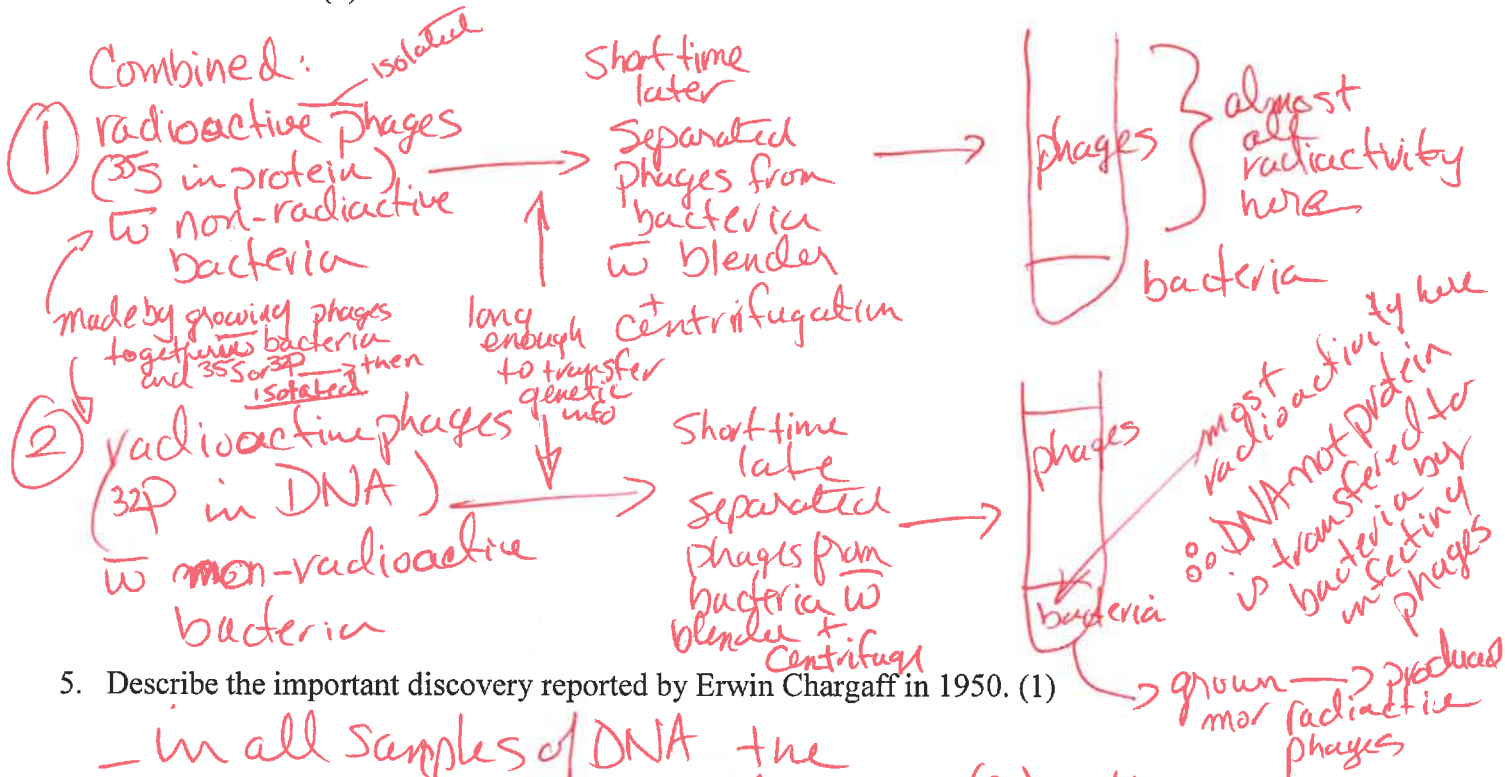 Combined:
isolated
① radioactive phages
(³⁵S in protein)
w̅ non-radiactive
bacteria
made by growing phages
together w̅ bacteria
and ³⁵S or ³²P → then
isotated
long
enough
to transfer
genetic
info
Short time
later
Separated
phages from
bacteria
w̅ blender
+
centrifugation
phages
almost
all
radiactivity
here
bacteria
② radioactive phages
(³²P in DNA)
w̅ non-radioactive
bacteria
Short time
late
separated
phages from
bacteria w̅
blender +
Centrifuge
phages
bacteria
most
radioactivity here
∴ DNA not protein
is transfered to
bacteria by
infecting
phages
→ grown → produced
mor radiactive
phages
5. Describe the important discovery reported by Erwin Chargaff in 1950. (1)
- in all samples of DNA the